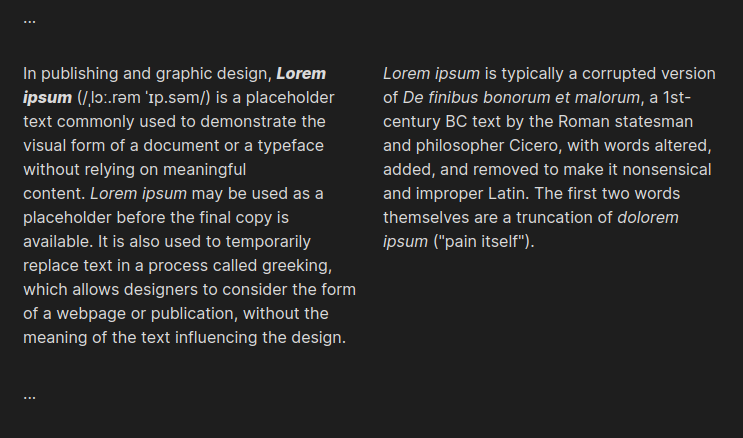 ...
In publishing and graphic design, Lorem
ipsum (/ˌlɔː.rəm ˈɪp.səm/) is a placeholder
text commonly used to demonstrate the
visual form of a document or a typeface
without relying on meaningful
content. Lorem ipsum may be used as a
placeholder before the final copy is
available. It is also used to temporarily
replace text in a process called greeking,
which allows designers to consider the form
of a webpage or publication, without the
meaning of the text influencing the design.
Lorem ipsum is typically a corrupted version
of De finibus bonorum et malorum, a 1st-
century BC text by the Roman statesman
and philosopher Cicero, with words altered,
added, and removed to make it nonsensical
and improper Latin. The first two words
themselves are a truncation of dolorem
ipsum ("pain itself").
...